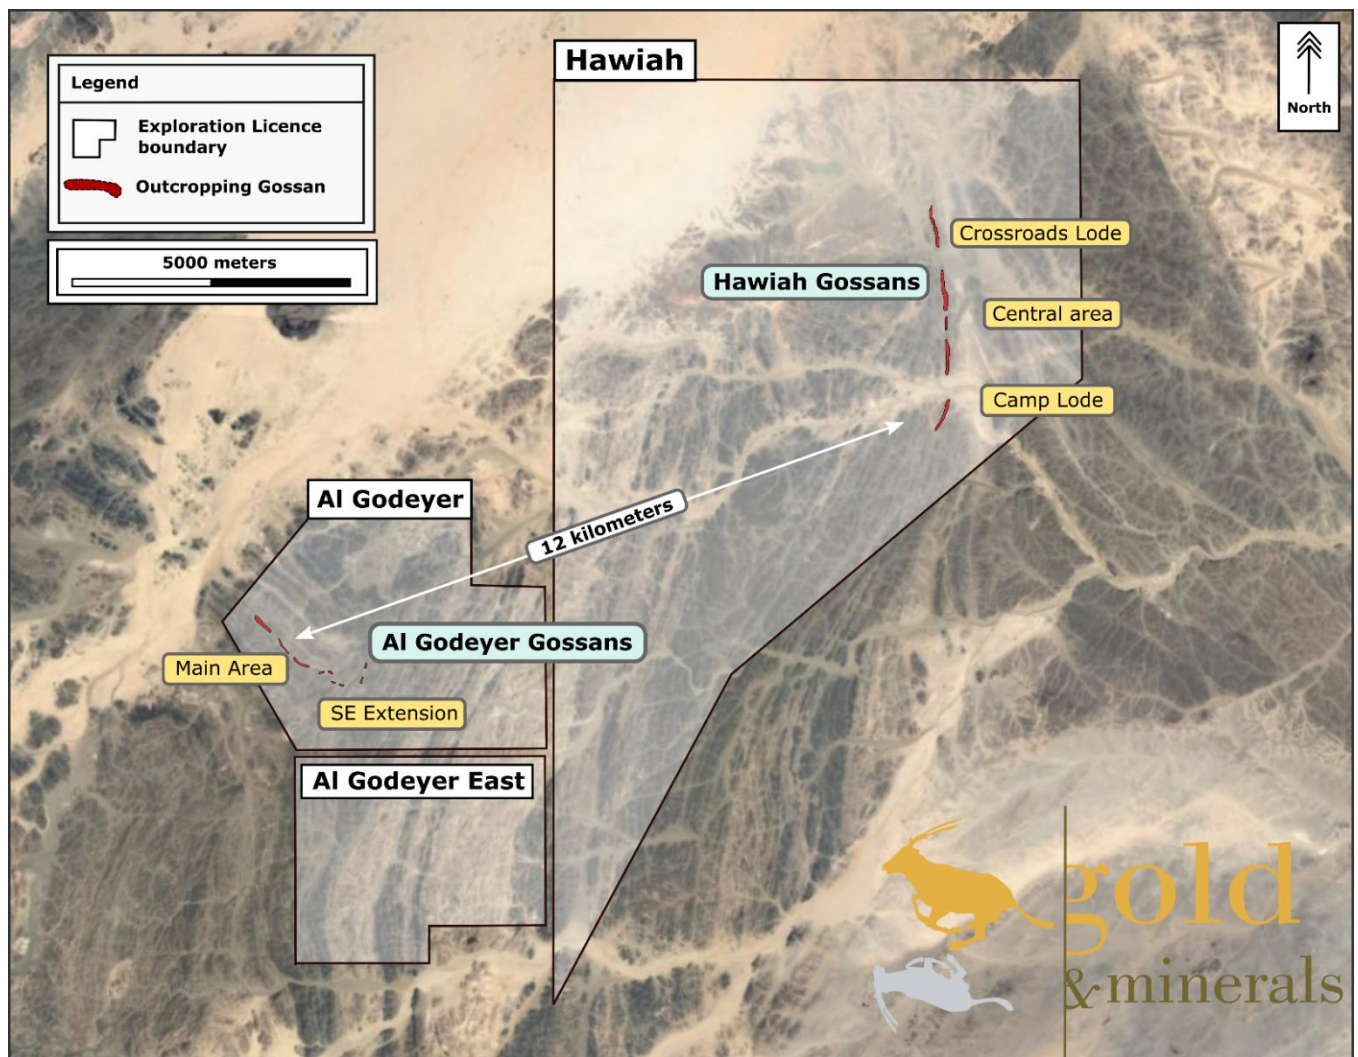 Hawiah
Legend
Exploration Licence
boundary
Outcropping Gossan
5000 meters
North
Crossroads Lode
Hawiah Gossans
Central area
Camp Lode
12 kilometers
Al Godeyer
Al Godeyer Gossans
Main Area
SE Extension
Al Godeyer East
gold
&minerals